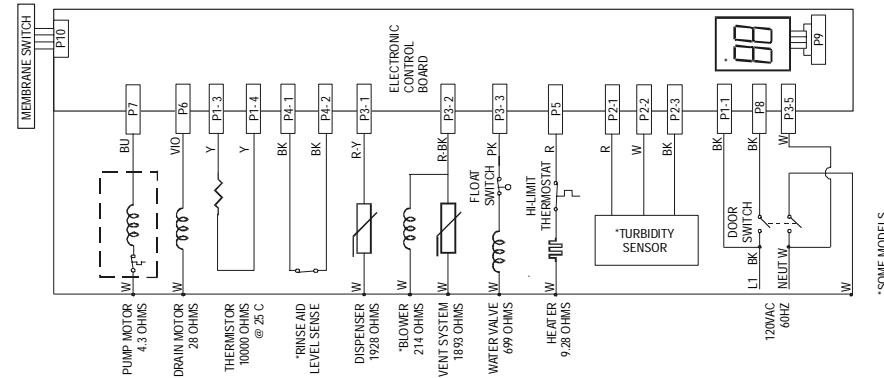 MEMBRANE SWITCH
P10
88
P9
ELECTRONIC
CONTROL
BOARD
P7
P6
P1-3
P1-4
P4-1
P4-2
P3-1
P3-2
P3-3
P5
P2-1
P2-2
P2-3
P1-1
P8
P3-5
BU
VIO
Y
Y
BK
BK
R-Y
R-BK
PK
R
R
W
BK
BK
BK
W
FLOAT
SWITCH
HI-LIMIT
THERMOSTAT
*TURBIDITY
SENSOR
DOOR
SWITCH
W
W
W
W
W
W
W
L1
BK
NEUT
W
W
PUMP MOTOR
4.3 OHMS
DRAIN MOTOR
28 OHMS
THERMISTOR
10000 OHMS
@ 25 C
*RINSE AID
LEVEL SENSE
DISPENSER
1928 OHMS
*BLOWER
214 OHMS
VENT SYSTEM
1893 OHMS
WATER VALVE
699 OHMS
HEATER
9.28 OHMS
120VAC
60HZ
*SOME MODELS